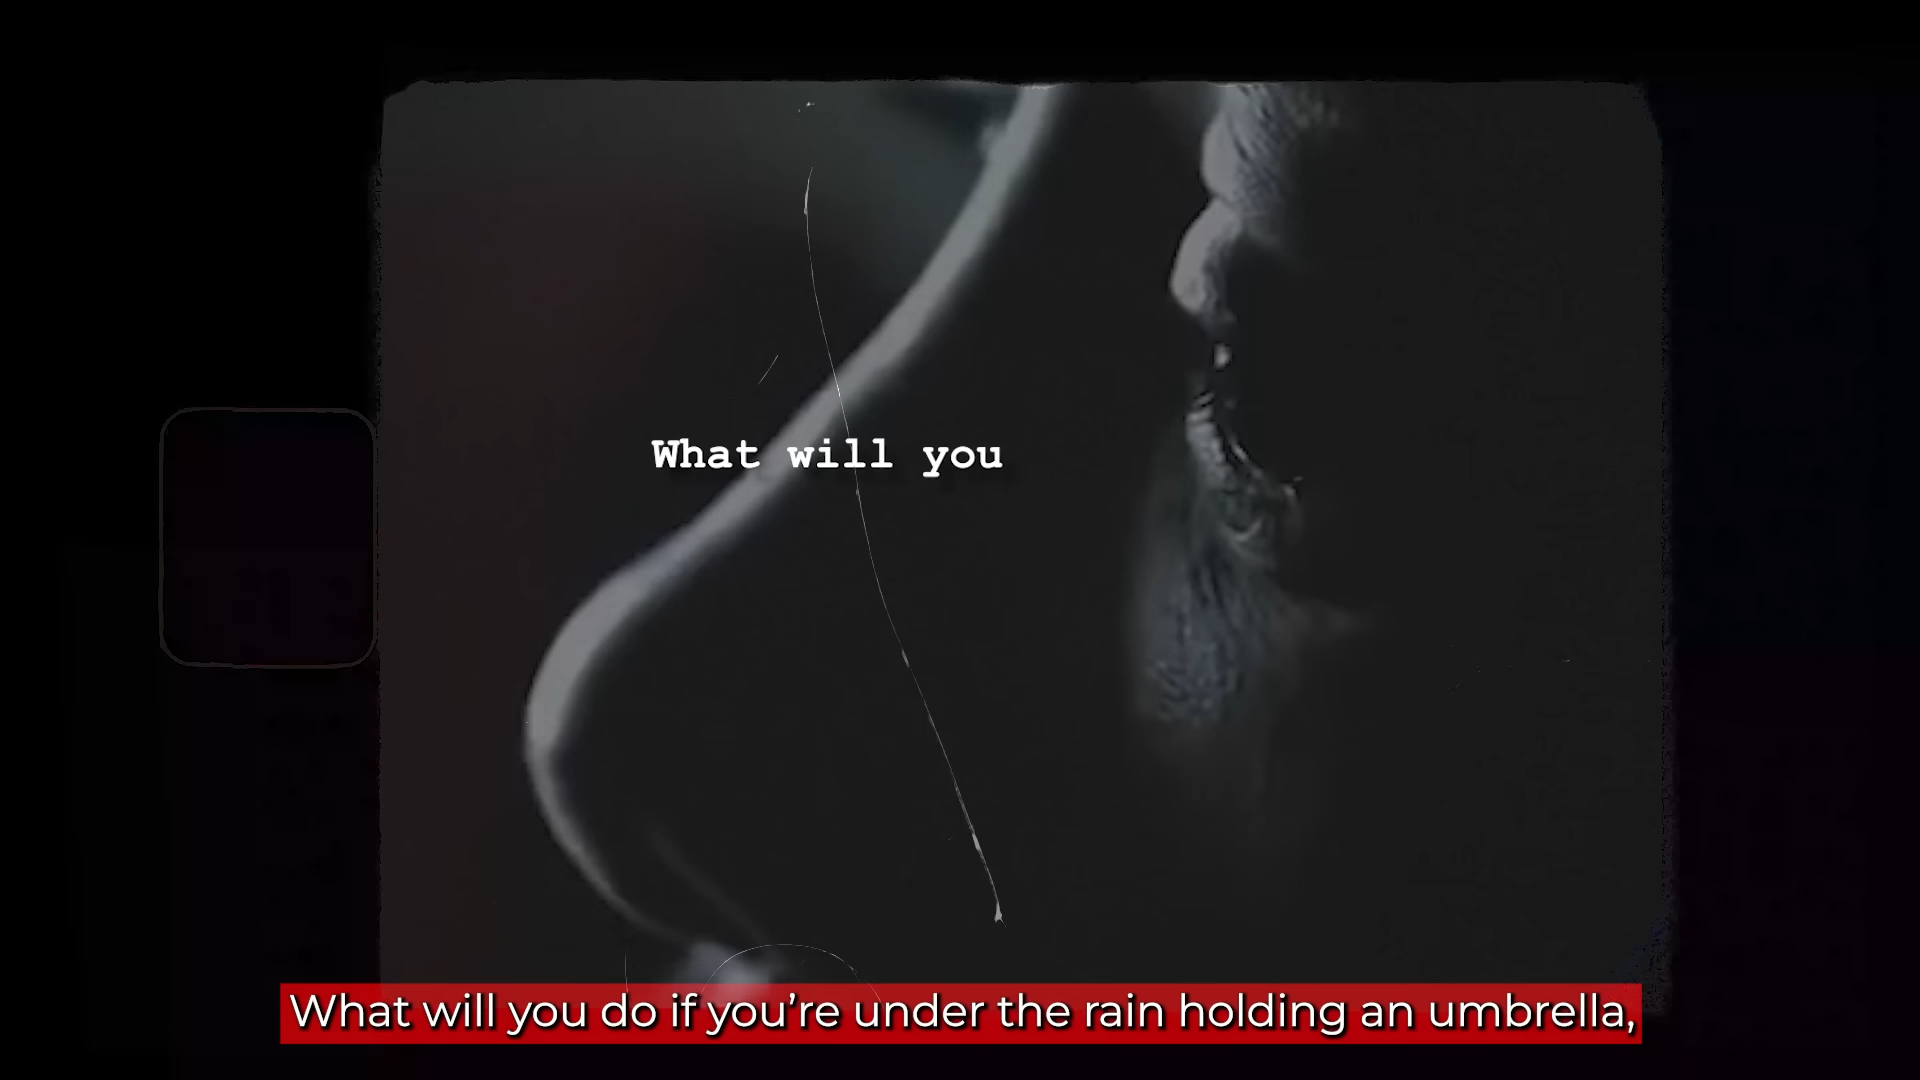 What will you
What will you do if you’re under the rain holding an umbrella,